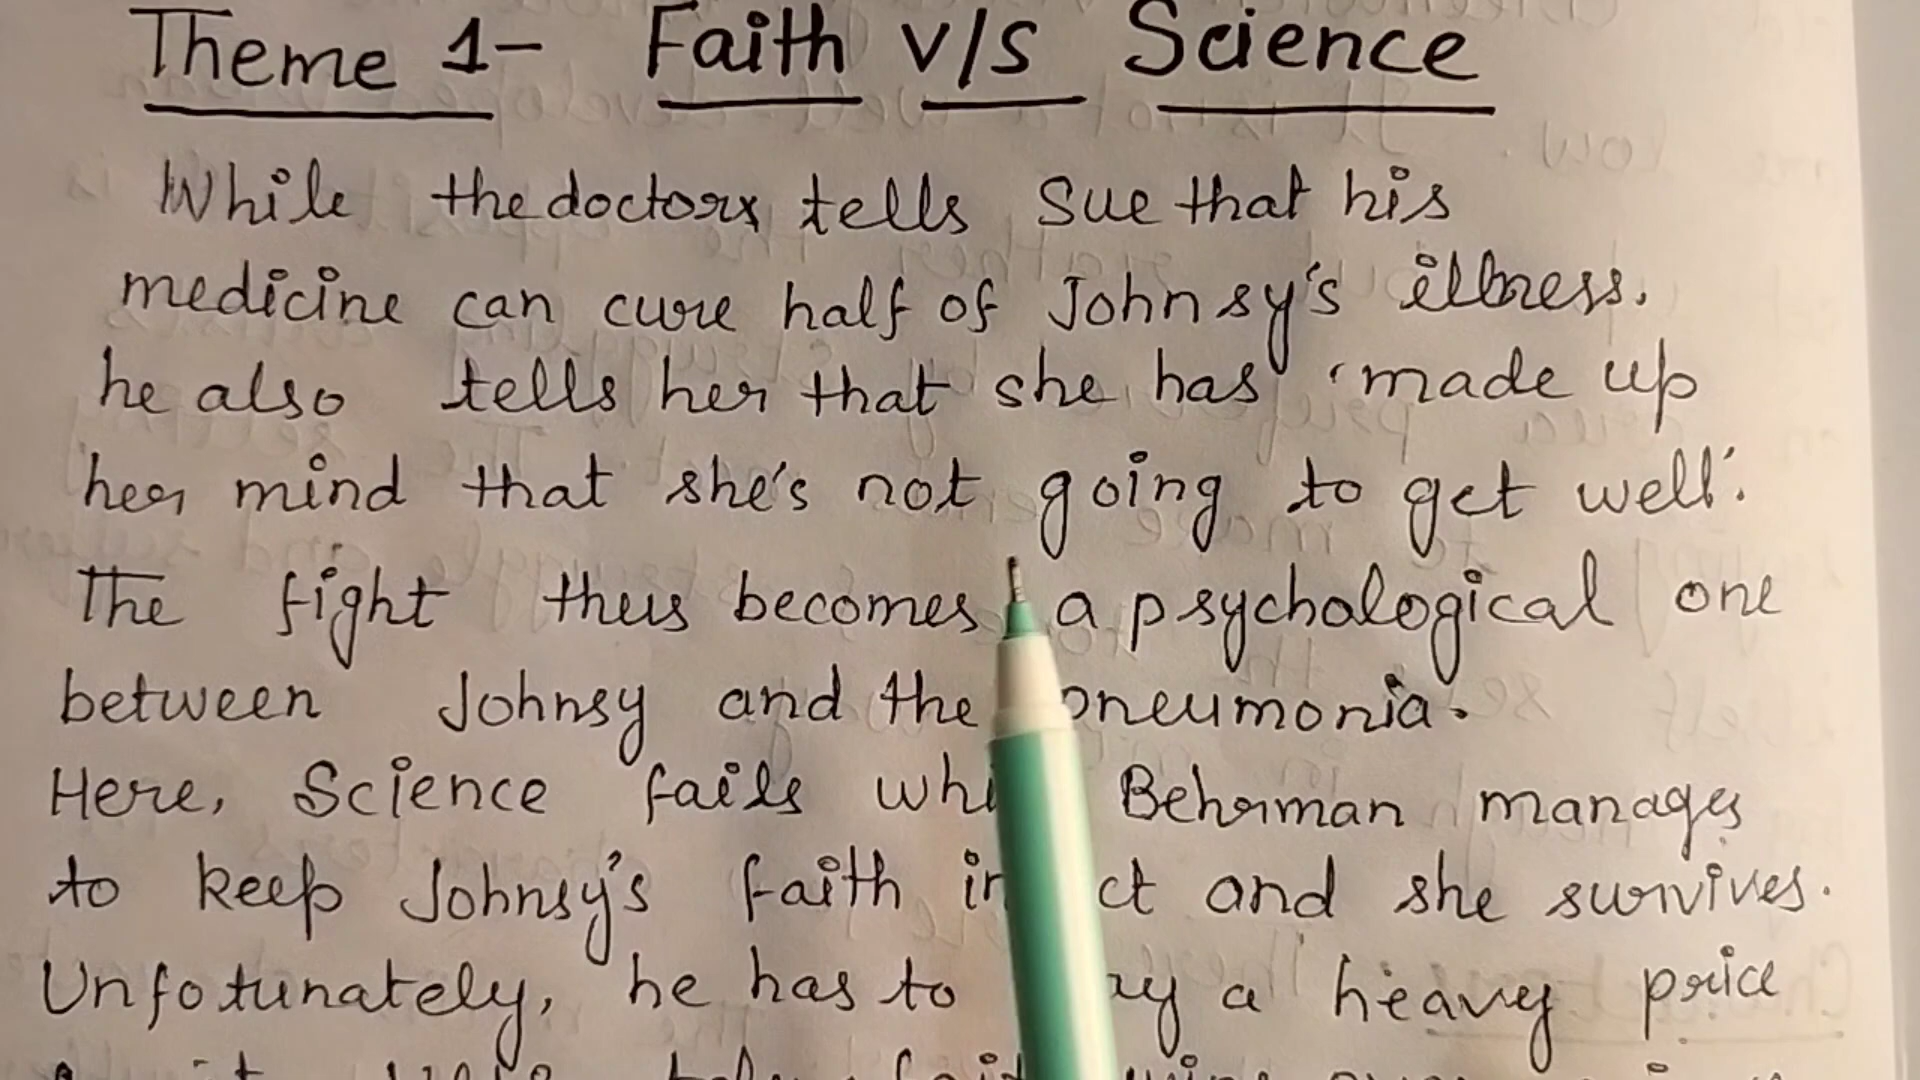 Theme 1- Faith v/s Science
While the doctors tells Sue that his
medicine can cure half of Johnsy's illness.
he also tells her that she has 'made up
her mind that she's not going to get well'.
The fight thus becomes a psychological one
between Johnsy and the pneumonia.
Here, Science fails Behrman manages
to keep Johnsy's faith and she survives.
Unfotunately, he has to a heavy price